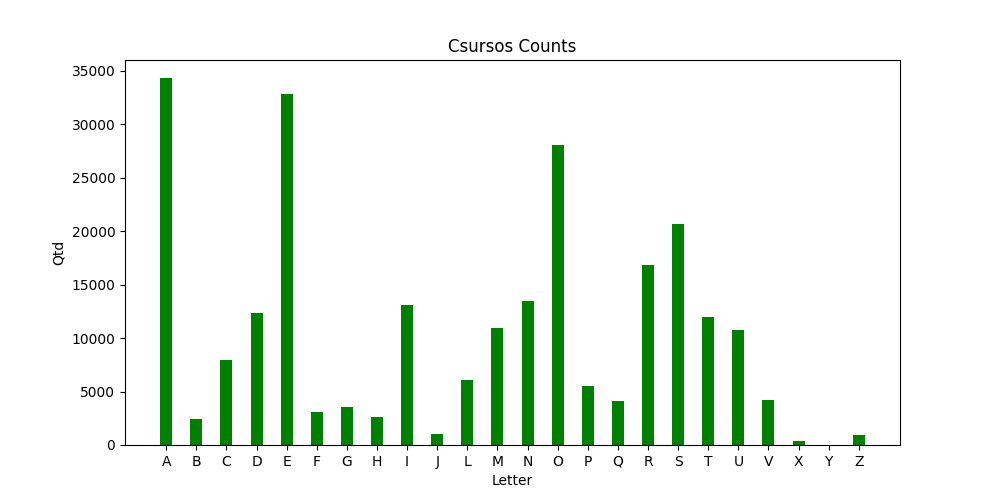 Csursos Counts
Qtd
35000
30000
25000
20000
15000
10000
5000
0
A B C D E F G H I J L M N O P Q R S T U V X Y Z
Letter